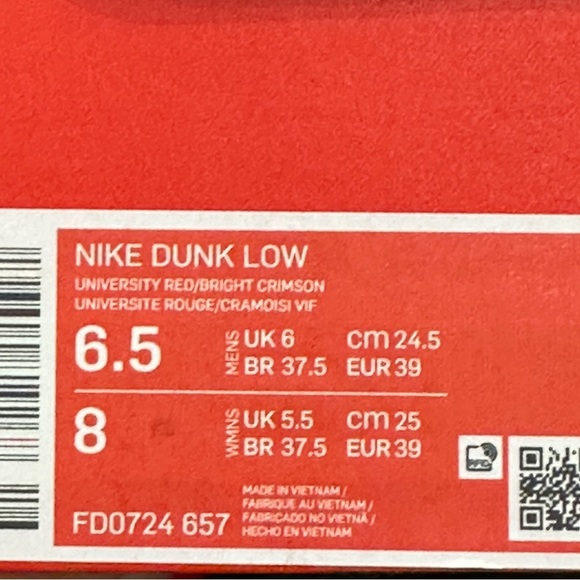 NIKE DUNK LOW
UNIVERSITY RED/BRIGHT CRIMSON
UNIVERSITE ROUGE/CRAMOISI VIF
6.5 MENS UK 6 cm 24.5
BR 37.5 EUR 39
8 WMNS UK 5.5 cm 25
BR 37.5 EUR 39
RFID
FD0724 657
MADE IN VIETNAM /
FABRIQUE AU VIETNAM /
FABRICADO NO VIETNÃ /
HECHO EN VIETNAM